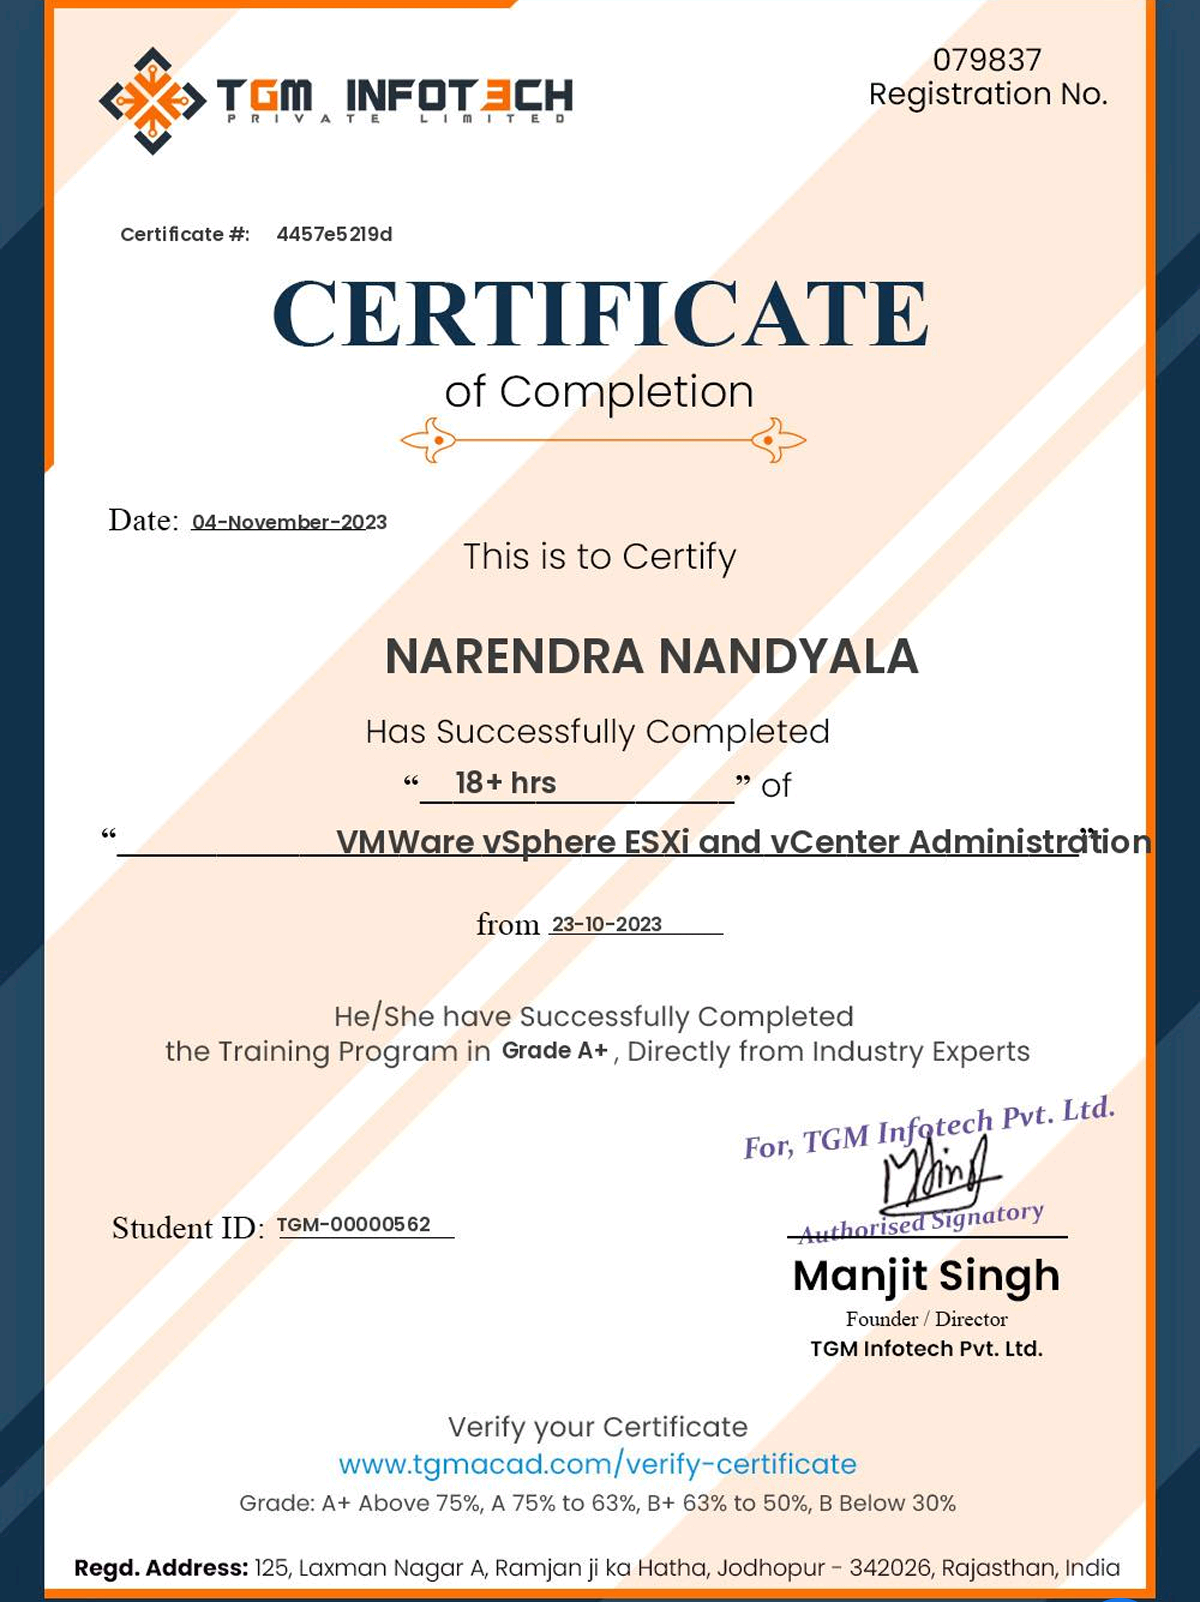 TGM INFOTECH
PRIVATE LIMITED
079837
Registration No.
Certificate #: 4457e5219d
CERTIFICATE
of Completion
Date: 04-November-2023
This is to Certify
NARENDRA NANDYALA
Has Successfully Completed
“ 18+ hrs ” of
“ VMWare vSphere ESXi and vCenter Administration ”
from 23-10-2023
He/She have Successfully Completed
the Training Program in Grade A+ , Directly from Industry Experts
For, TGM Infotech Pvt. Ltd.
MSingh
Authorised Signatory
Student ID: TGM-00000562
Manjit Singh
Founder / Director
TGM Infotech Pvt. Ltd.
Verify your Certificate
www.tgmacad.com/verify-certificate
Grade: A+ Above 75%, A 75% to 63%, B+ 63% to 50%, B Below 30%
Regd. Address: 125, Laxman Nagar A, Ramjan ji ka Hatha, Jodhopur - 342026, Rajasthan, India